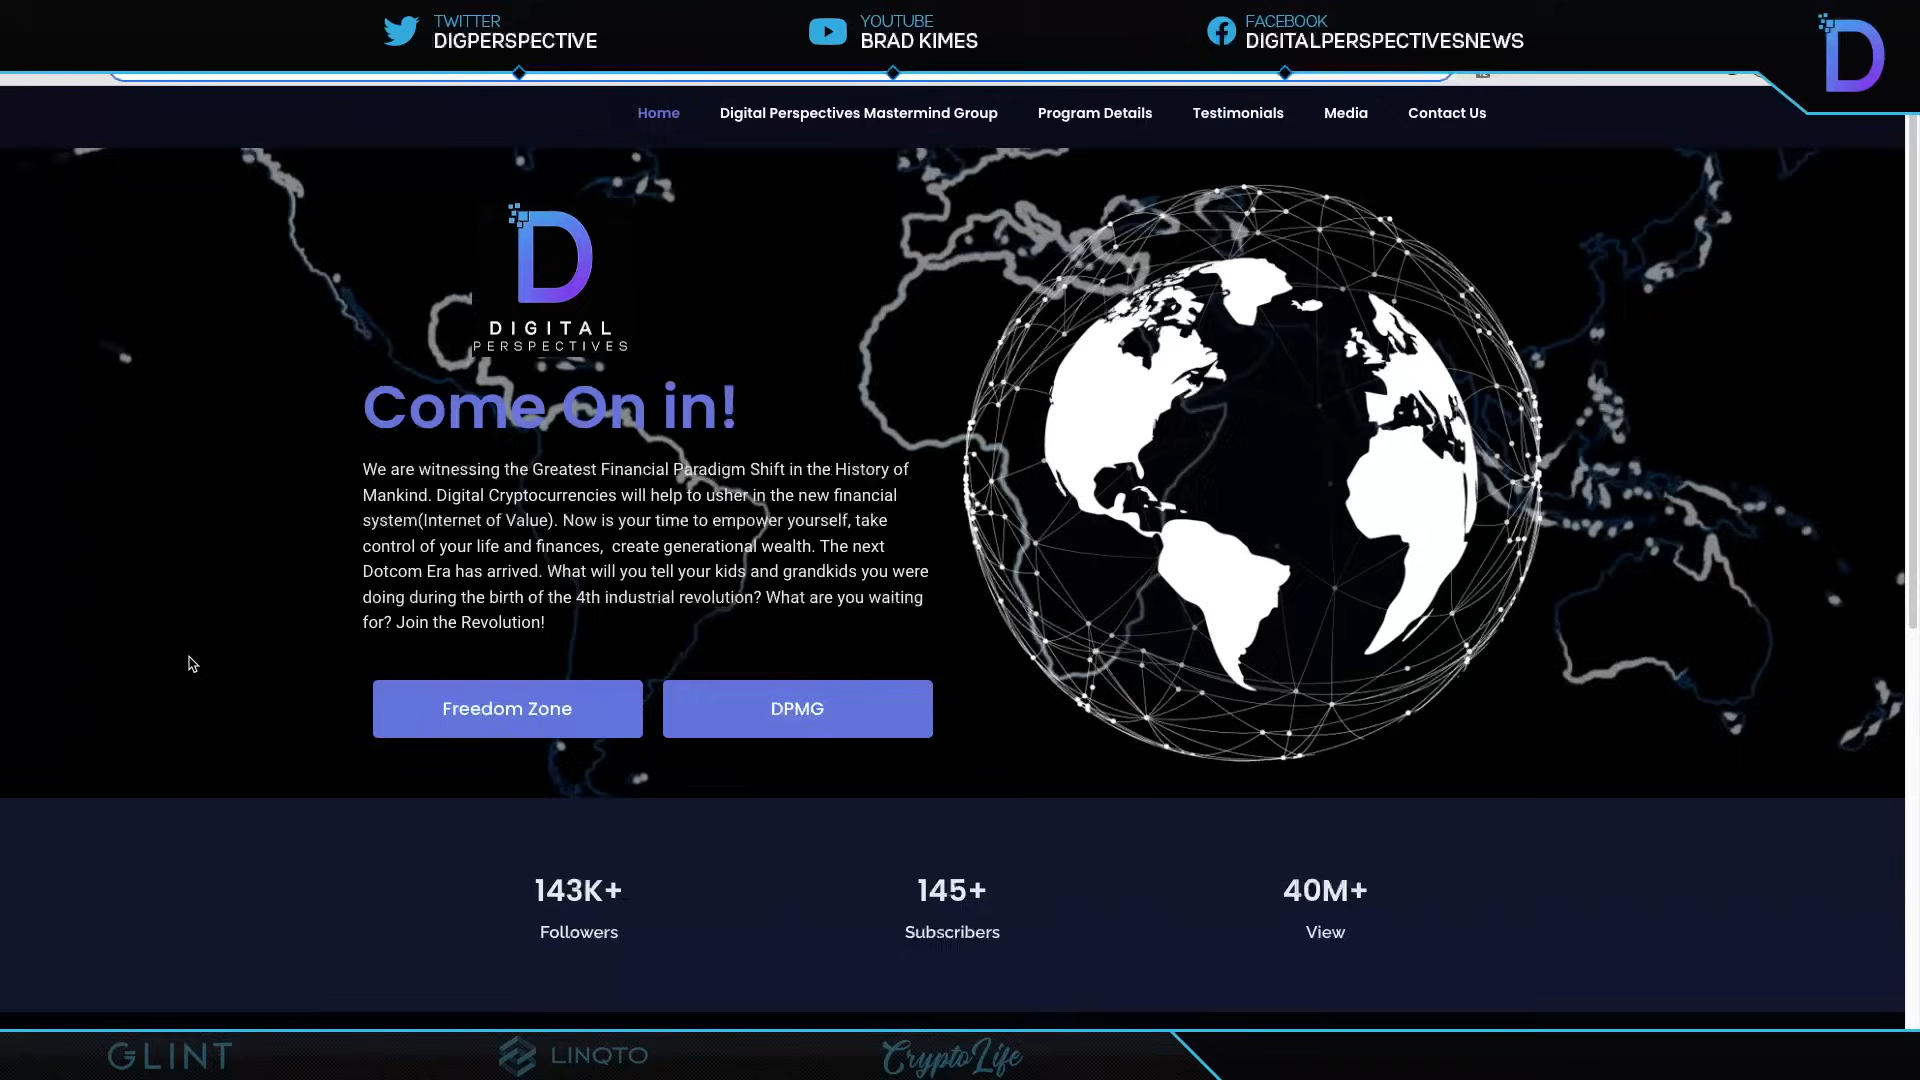 TWITTER
DIGPERSPECTIVE
YOUTUBE
BRAD KIMES
FACEBOOK
DIGITALPERSPECTIVESNEWS
D
Home Digital Perspectives Mastermind Group Program Details Testimonials Media Contact Us
D
DIGITAL
PERSPECTIVES
Come On in!
We are witnessing the Greatest Financial Paradigm Shift in the History of
Mankind. Digital Cryptocurrencies will help to usher in the new financial
system(Internet of Value). Now is your time to empower yourself, take
control of your life and finances, create generational wealth. The next
Dotcom Era has arrived. What will you tell your kids and grandkids you were
doing during the birth of the 4th industrial revolution? What are you waiting
for? Join the Revolution!
Freedom Zone DPMG
143K+ 145+ 40M+
Followers Subscribers View
GLINT LINQTO CryptoLife